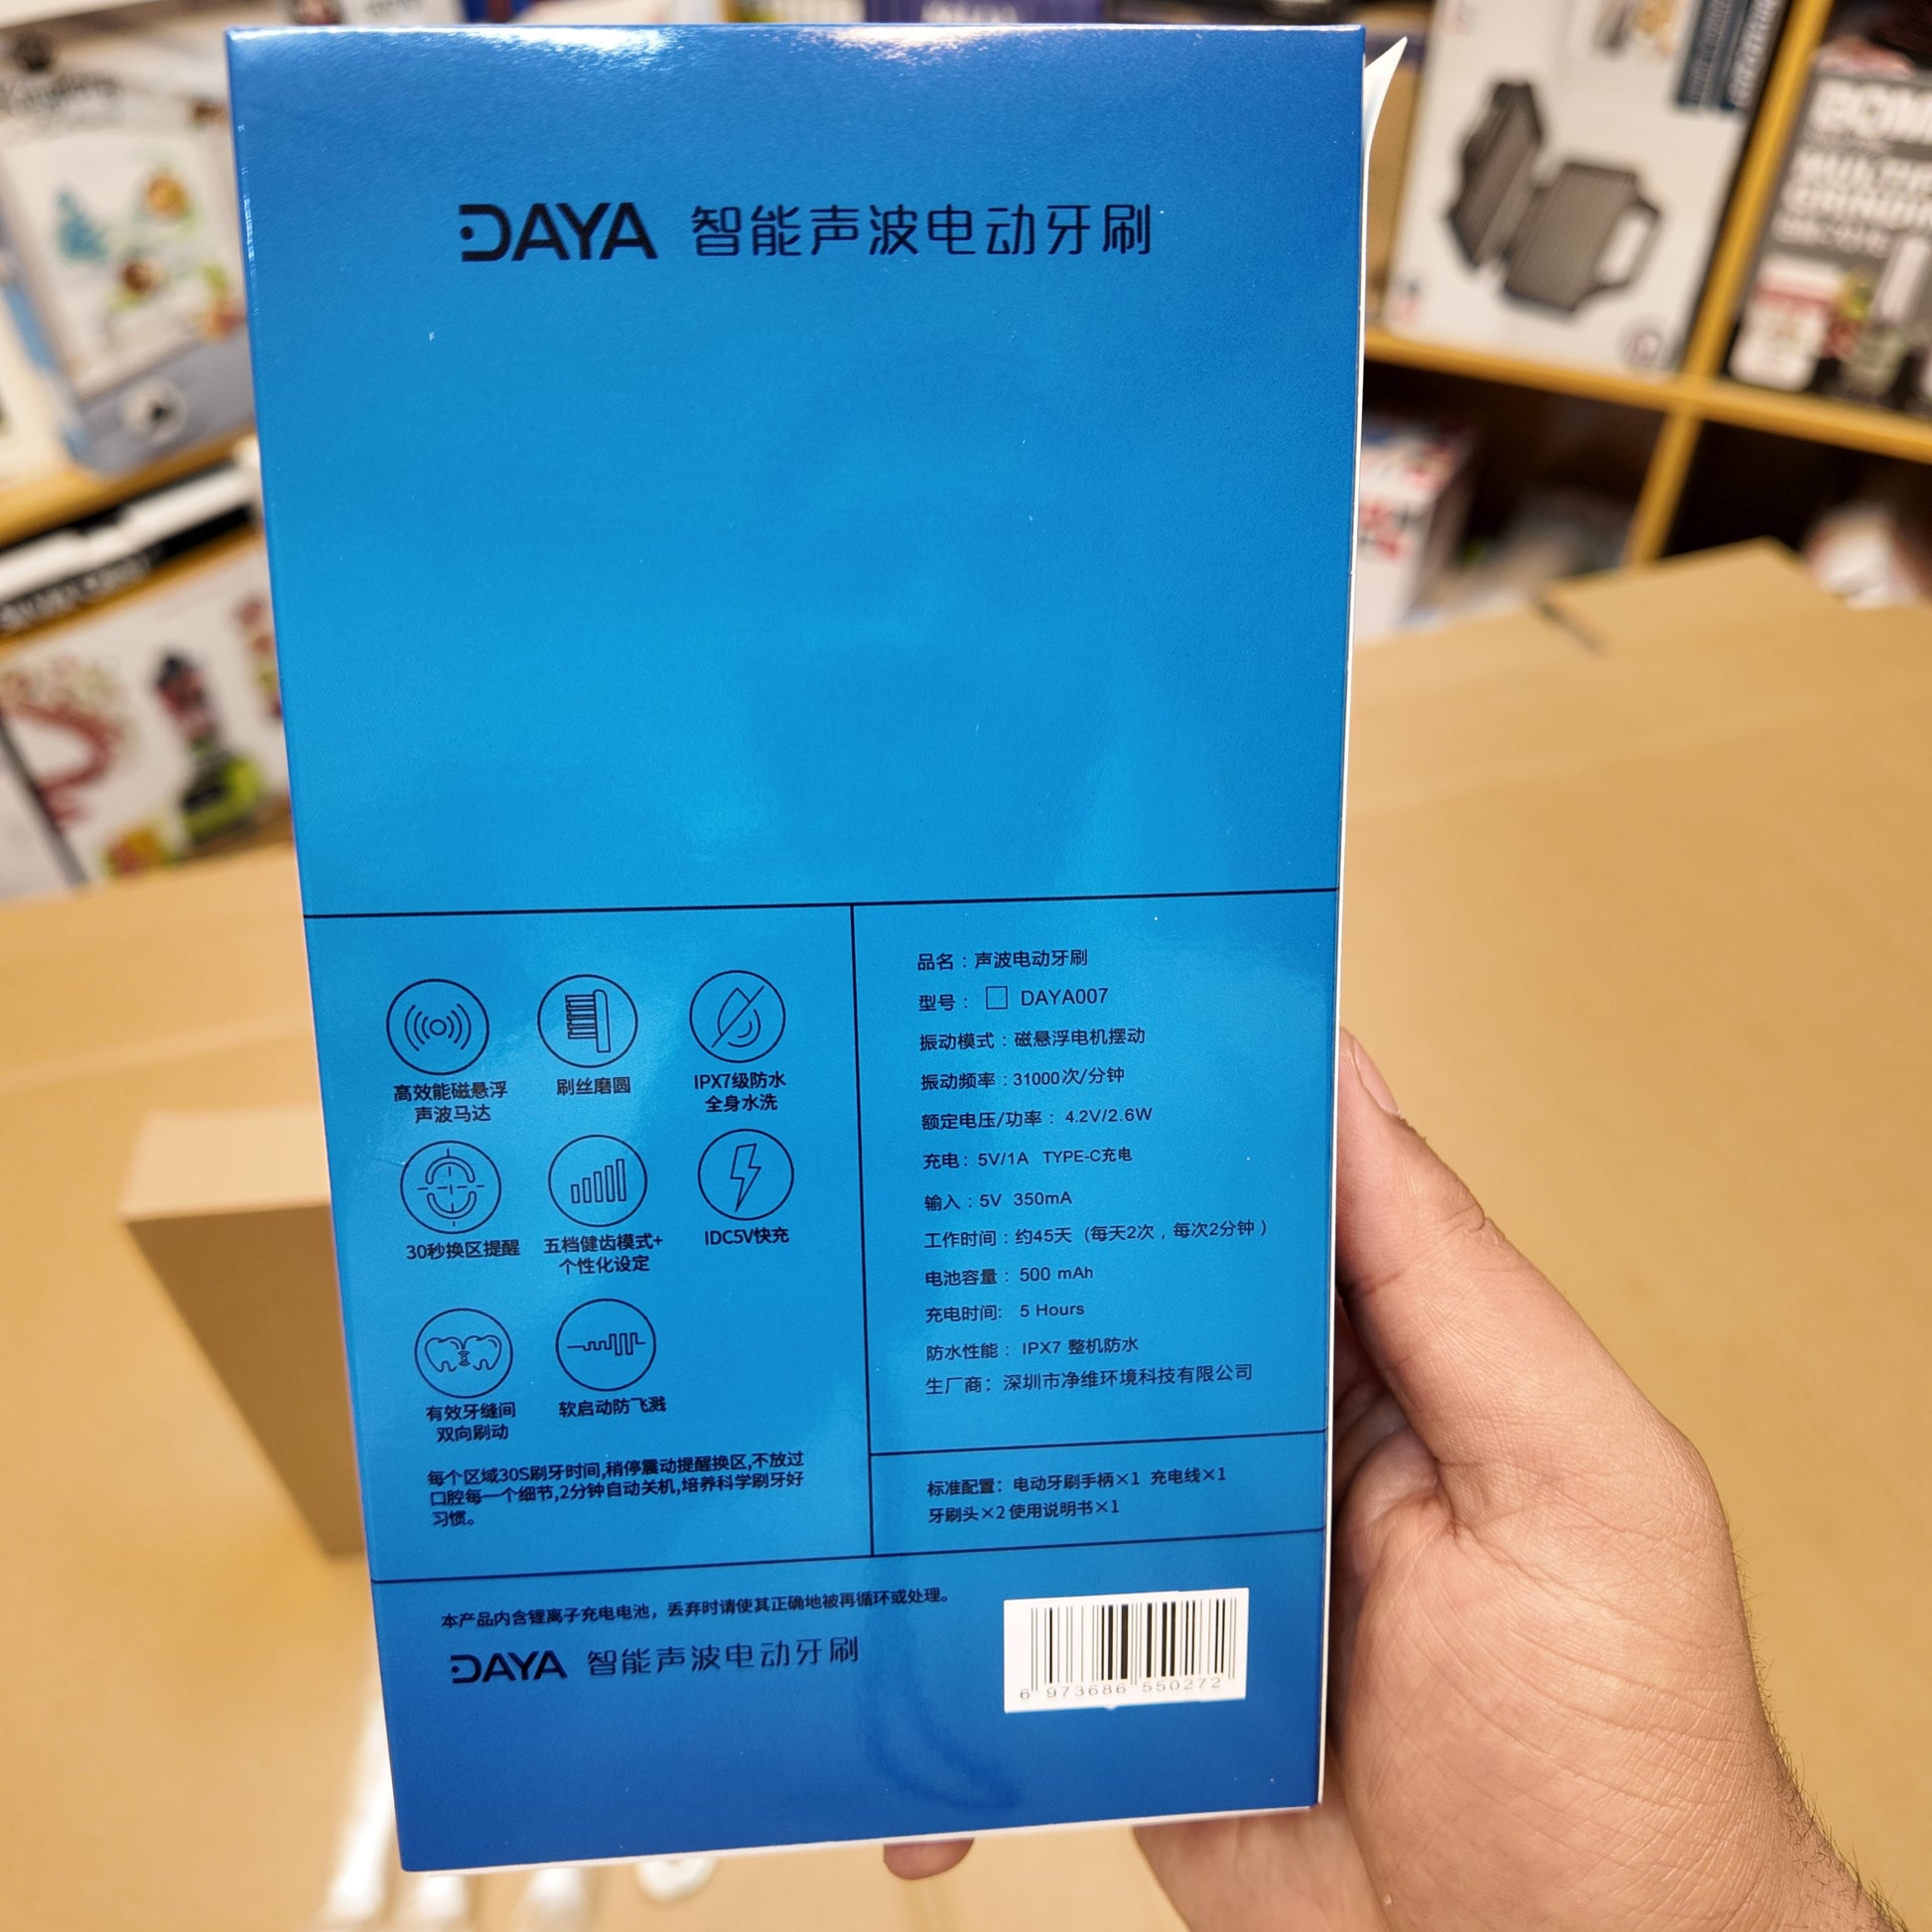 DAYA 智能声波电动牙刷
高效能磁悬浮
声波马达
刷丝磨圆
IPX7级防水
全身水洗
30秒换区提醒
五档健齿模式+
个性化设定
IDC5V快充
有效牙缝间
双向刷动
软启动防飞溅
每个区域30S刷牙时间,稍停震动提醒换区,不放过
口腔每一个细节,2分钟自动关机,培养科学刷牙好
习惯。
品名：声波电动牙刷
型号： □ DAYA007
振动模式：磁悬浮电机摆动
振动频率：31000次/分钟
额定电压/功率： 4.2V/2.6W
充电：5V/1A TYPE-C充电
输入：5V 350mA
工作时间：约45天（每天2次，每次2分钟）
电池容量： 500 mAh
充电时间: 5 Hours
防水性能： IPX7 整机防水
生厂商：深圳市净维环境科技有限公司
标准配置：电动牙刷手柄×1 充电线×1
牙刷头×2 使用说明书×1
本产品内含锂离子充电电池，丢弃时请使其正确地被再循环或处理。
DAYA 智能声波电动牙刷
6 973686 550272